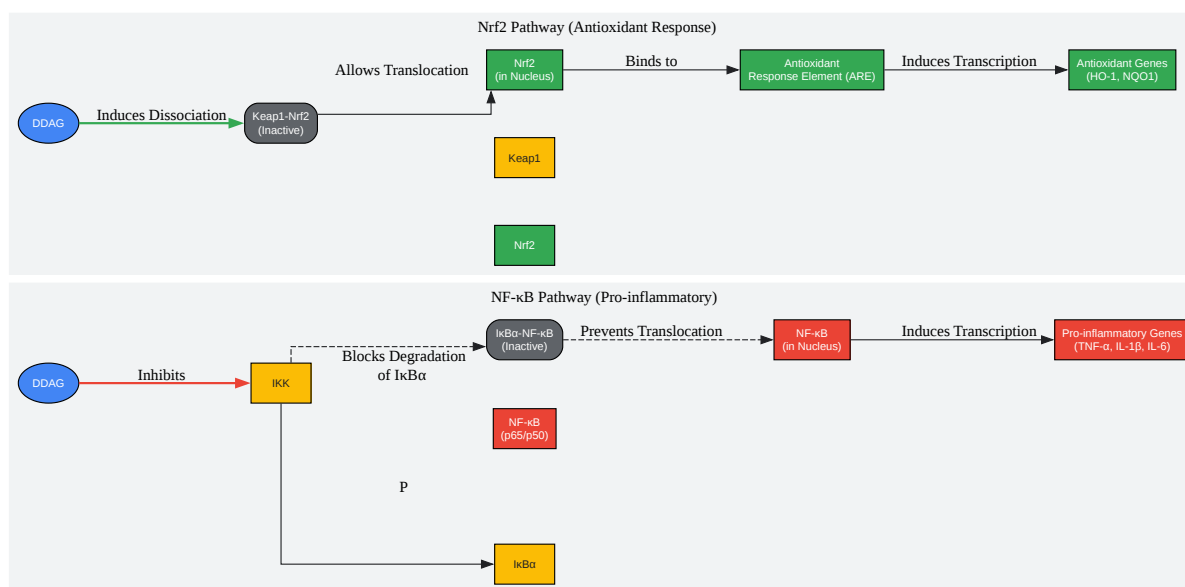 Nrf2 Pathway (Antioxidant Response)
DDAG
Induces Dissociation
Keap1-Nrf2
(Inactive)
Allows Translocation
Nrf2
(in Nucleus)
Binds to
Antioxidant
Response Element (ARE)
Induces Transcription
Antioxidant Genes
(HO-1, NQO1)
Keap1
Nrf2
NF-κB Pathway (Pro-inflammatory)
DDAG
Inhibits
IKK
Blocks Degradation
of IκBα
IκBα-NF-κB
(Inactive)
Prevents Translocation
NF-κB
(in Nucleus)
Induces Transcription
Pro-inflammatory Genes
(TNF-α, IL-1β, IL-6)
NF-κB
(p65/p50)
P
IκBα